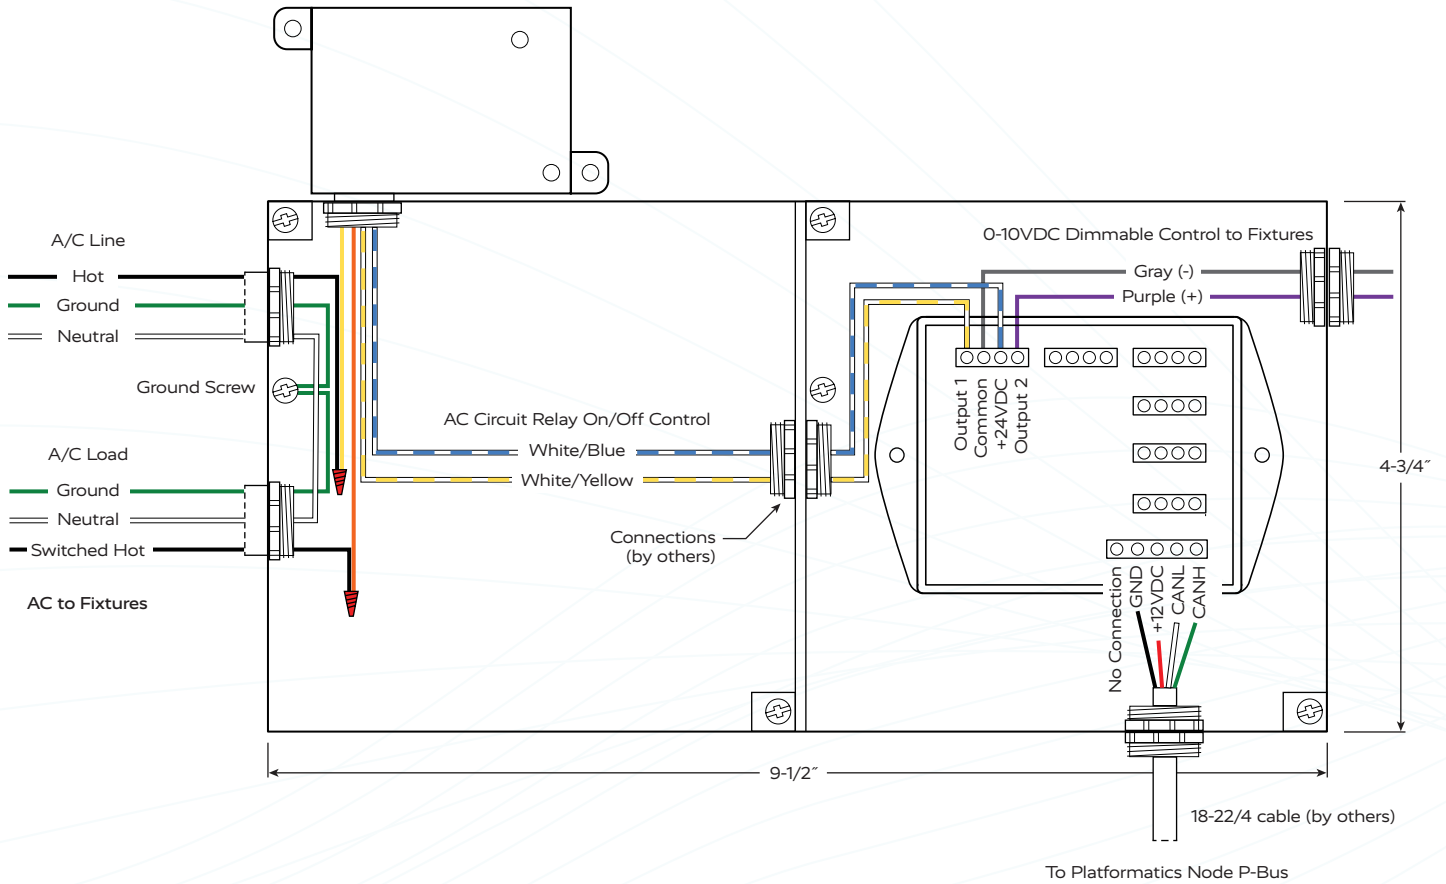 A/C Line
Hot
Ground
Neutral
Ground Screw
A/C Load
Ground
Neutral
Switched Hot
AC to Fixtures
AC Circuit Relay On/Off Control
White/Blue
White/Yellow
Connections
(by others)
0-10VDC Dimmable Control to Fixtures
Gray (-)
Purple (+)
Output 1
Common
+24VDC
Output 2
No Connection
GND
+12VDC
CANL
CANH
4-3/4″
9-1/2″
18-22/4 cable (by others)
To Platformatics Node P-Bus